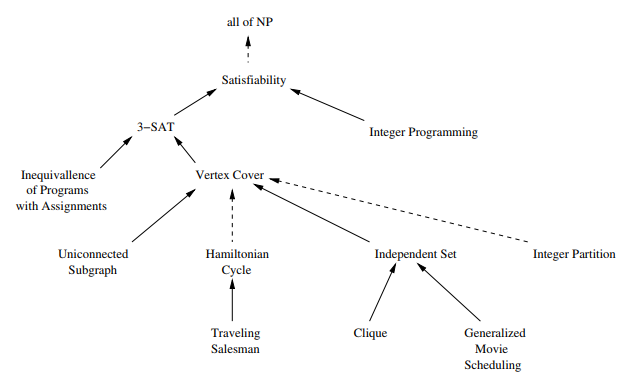 all of NP
Satisfiability
3−SAT
Integer Programming
Inequivallence
of Programs
with Assignments
Vertex Cover
Uniconnected
Subgraph
Hamiltonian
Cycle
Independent Set
Integer Partition
Traveling
Salesman
Clique
Generalized
Movie
Scheduling